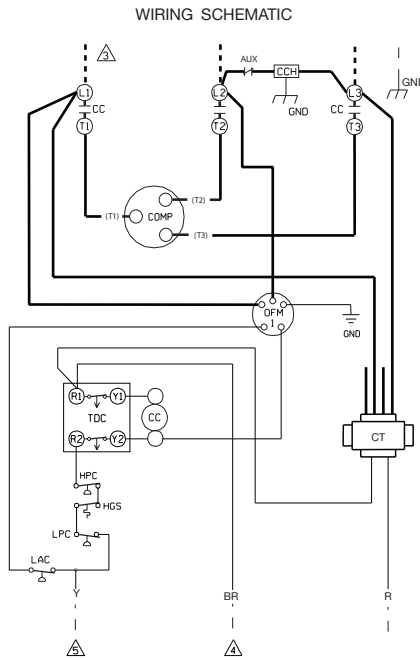 WIRING SCHEMATIC
3
AUX
CCH
GND
L1
L2
L3
GND
CC
CC
T1
T2
T3
(T2)
(T1)
COMP
(T3)
OFM
1
GND
R1
Y1
TDC
CC
R2
Y2
CT
HPC
HGS
LPC
LAC
Y
BR
R
5
4